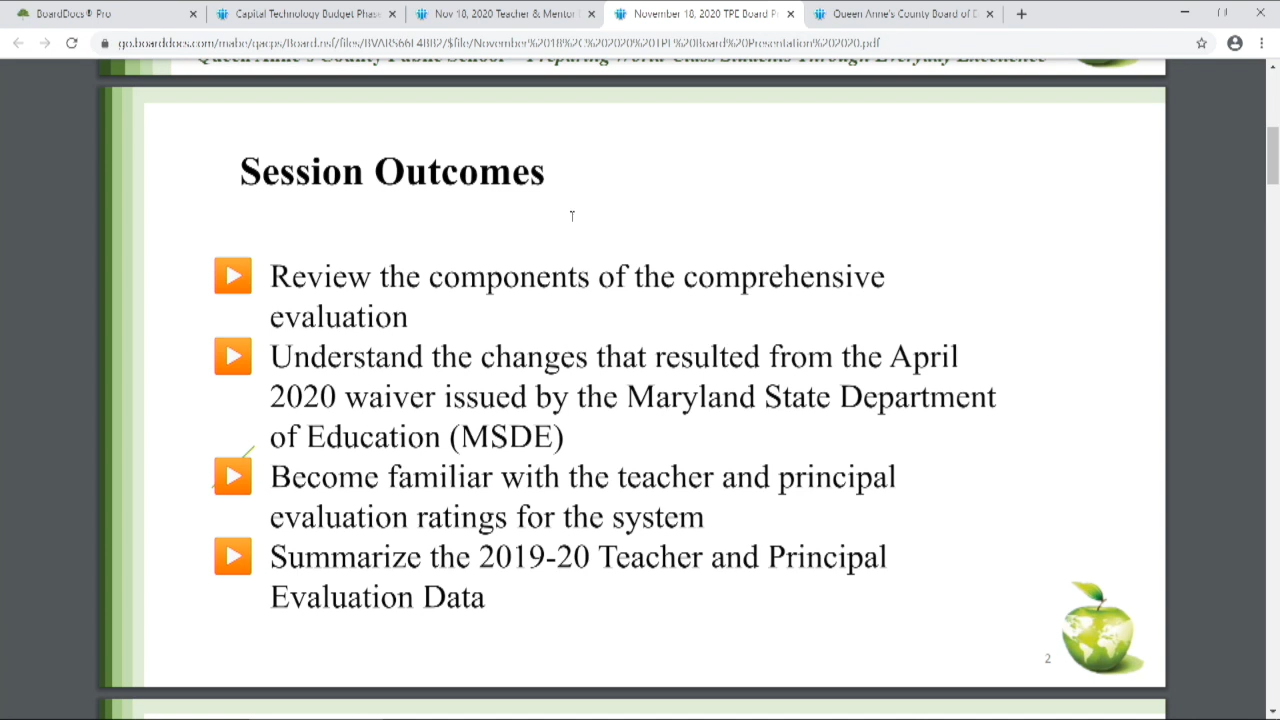 BoardDocs® Pro
Capital Technology Budget Phase
Nov 18, 2020 Teacher & Mentor
November 18, 2020 TPE Board P
Queen Anne's County Board of E
go.boarddocs.com/mabe/qacps/Board.nsf/files/BVARS66F4BB2/$file/November%2018%2C%202020%20TPE%20Board%20Presentation%202020.pdf
Queen Anne's County Public School Preparing World-Class Students Through Everyday Excellence
Session Outcomes
Review the components of the comprehensive
evaluation
Understand the changes that resulted from the April
2020 waiver issued by the Maryland State Department
of Education (MSDE)
Become familiar with the teacher and principal
evaluation ratings for the system
Summarize the 2019-20 Teacher and Principal
Evaluation Data
2